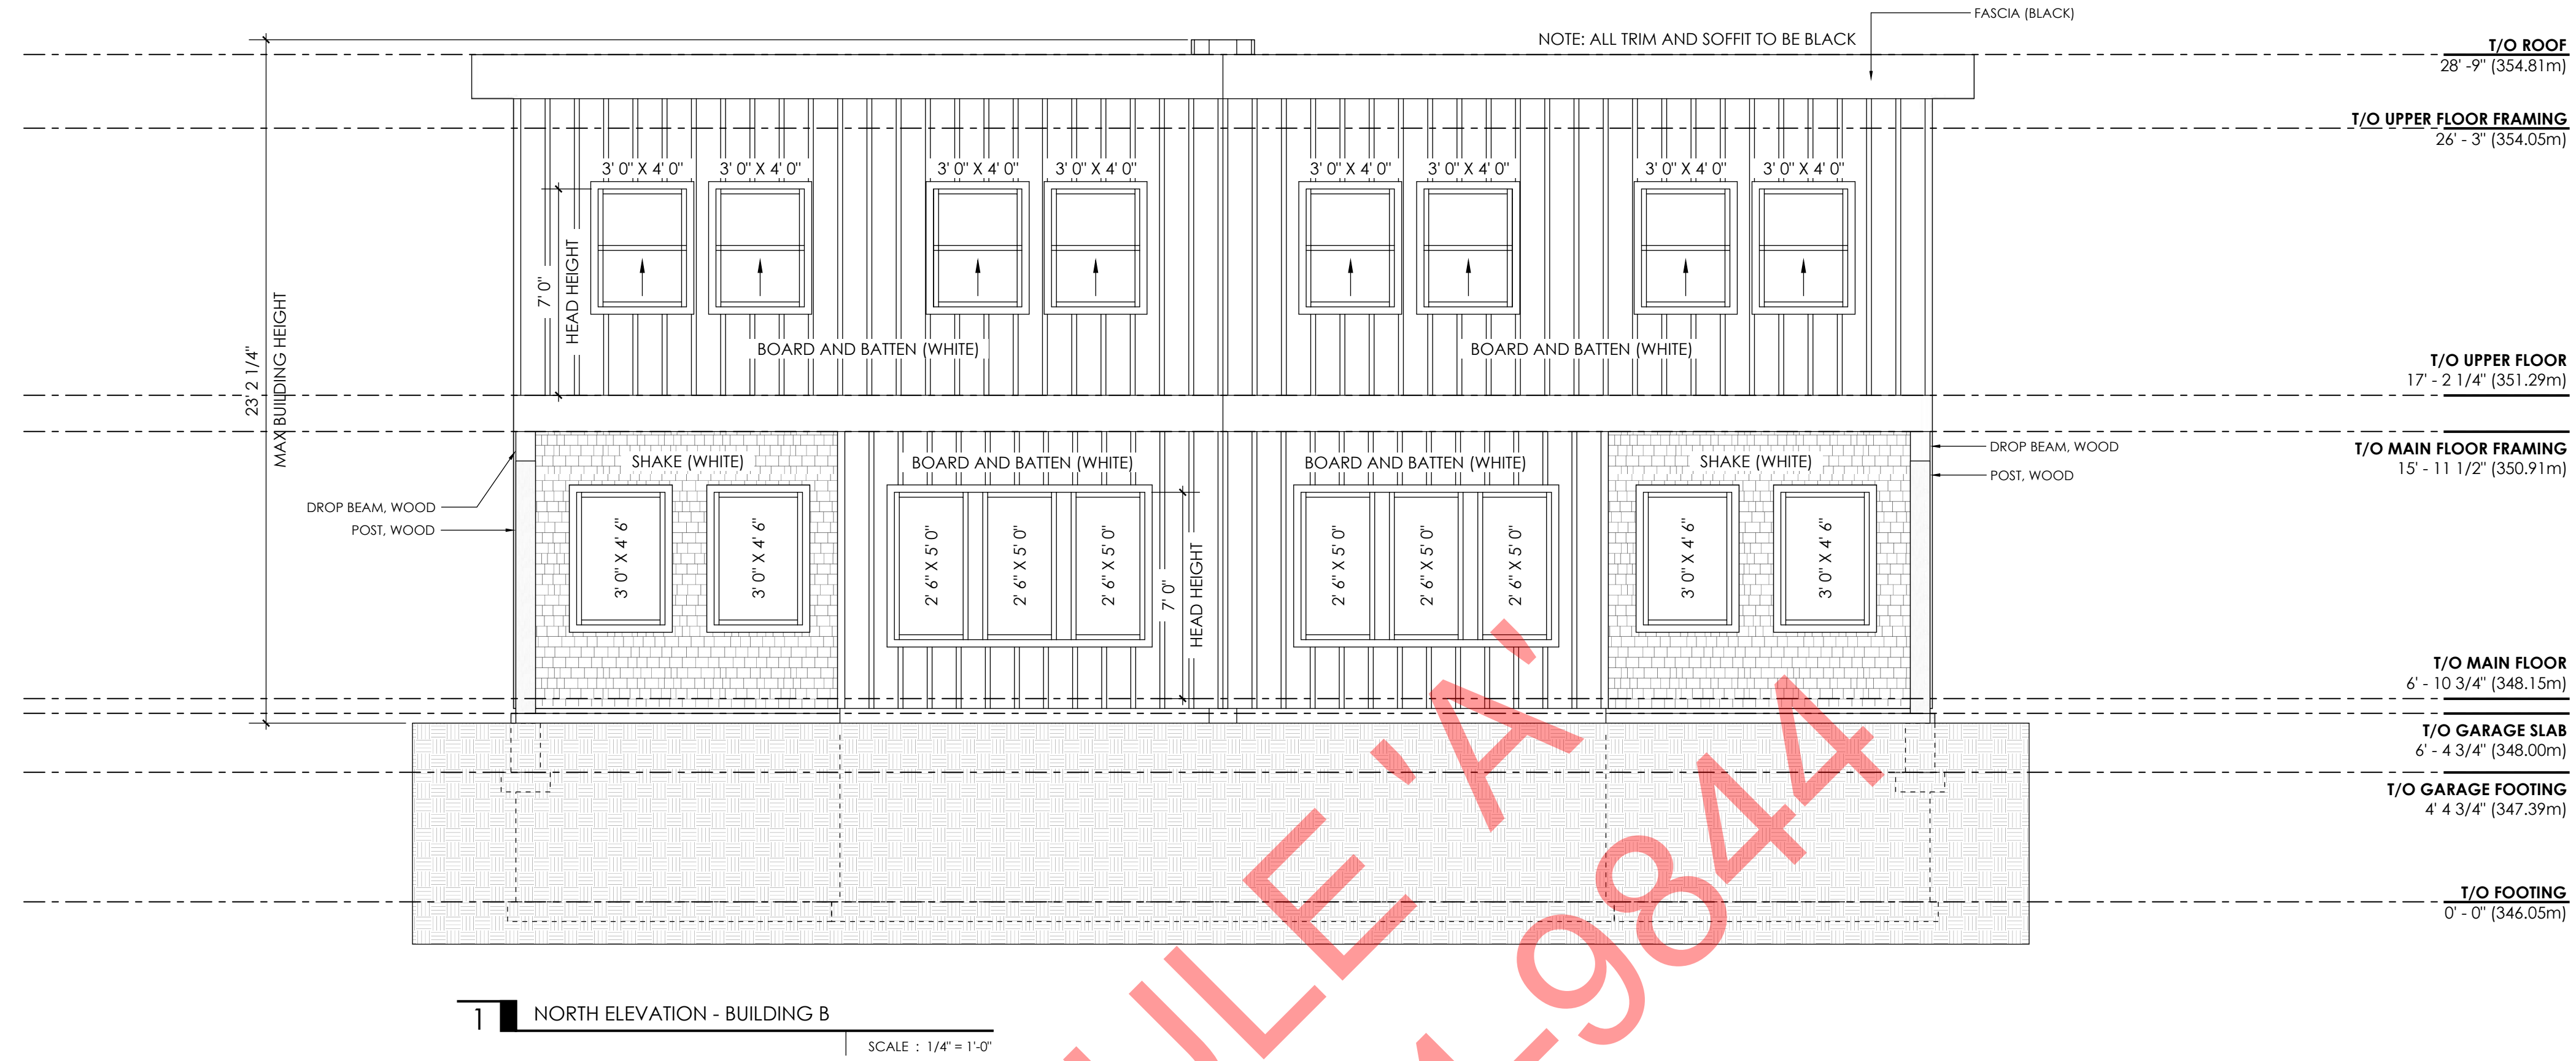 FASCIA (BLACK)
NOTE: ALL TRIM AND SOFFIT TO BE BLACK
T/O ROOF
28' -9" (354.81m)
T/O UPPER FLOOR FRAMING
26' - 3" (354.05m)
3' 0" X 4' 0"
3' 0" X 4' 0"
3' 0" X 4' 0"
3' 0" X 4' 0"
3' 0" X 4' 0"
3' 0" X 4' 0"
3' 0" X 4' 0"
3' 0" X 4' 0"
7' 0"
HEAD HEIGHT
23' 2 1/4"
MAX BUILDING HEIGHT
BOARD AND BATTEN (WHITE)
BOARD AND BATTEN (WHITE)
T/O UPPER FLOOR
17' - 2 1/4" (351.29m)
T/O MAIN FLOOR FRAMING
15' - 11 1/2" (350.91m)
DROP BEAM, WOOD
POST, WOOD
SHAKE (WHITE)
BOARD AND BATTEN (WHITE)
BOARD AND BATTEN (WHITE)
SHAKE (WHITE)
DROP BEAM, WOOD
POST, WOOD
3' 0" X 4' 6"
3' 0" X 4' 6"
2' 6" X 5' 0"
2' 6" X 5' 0"
2' 6" X 5' 0"
7' 0"
HEAD HEIGHT
2' 6" X 5' 0"
2' 6" X 5' 0"
2' 6" X 5' 0"
3' 0" X 4' 6"
3' 0" X 4' 6"
T/O MAIN FLOOR
6' - 10 3/4" (348.15m)
T/O GARAGE SLAB
6' - 4 3/4" (348.00m)
T/O GARAGE FOOTING
4' 4 3/4" (347.39m)
T/O FOOTING
0' - 0" (346.05m)
ULE 'A'
-9844
1 NORTH ELEVATION - BUILDING B
SCALE : 1/4" = 1'-0"